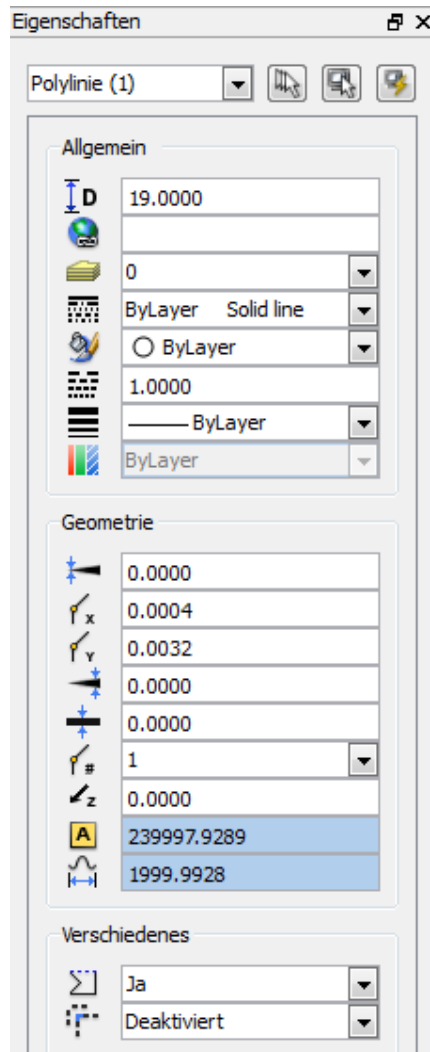 Eigenschaften
Polylinie (1)
Allgemein
D 19.0000
0
ByLayer Solid line
ByLayer
1.0000
ByLayer
ByLayer
Geometrie
0.0000
X 0.0004
Y 0.0032
0.0000
0.0000
# 1
Z 0.0000
A 239997.9289
1999.9928
Verschiedenes
Ja
Deaktiviert